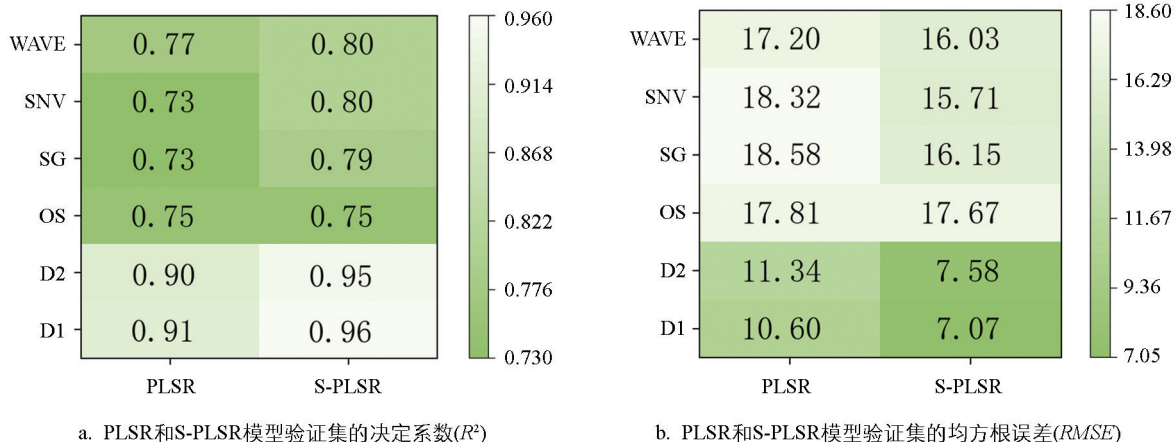 WAVE 0.77 0.80
SNV 0.73 0.80
SG 0.73 0.79
OS 0.75 0.75
D2 0.90 0.95
D1 0.91 0.96
PLSR S-PLSR
0.960
0.914
0.868
0.822
0.776
0.730
a. PLSR和S-PLSR模型验证集的决定系数(R²)
WAVE 17.20 16.03
SNV 18.32 15.71
SG 18.58 16.15
OS 17.81 17.67
D2 11.34 7.58
D1 10.60 7.07
PLSR S-PLSR
18.60
16.29
13.98
11.67
9.36
7.05
b. PLSR和S-PLSR模型验证集的均方根误差(RMSE)